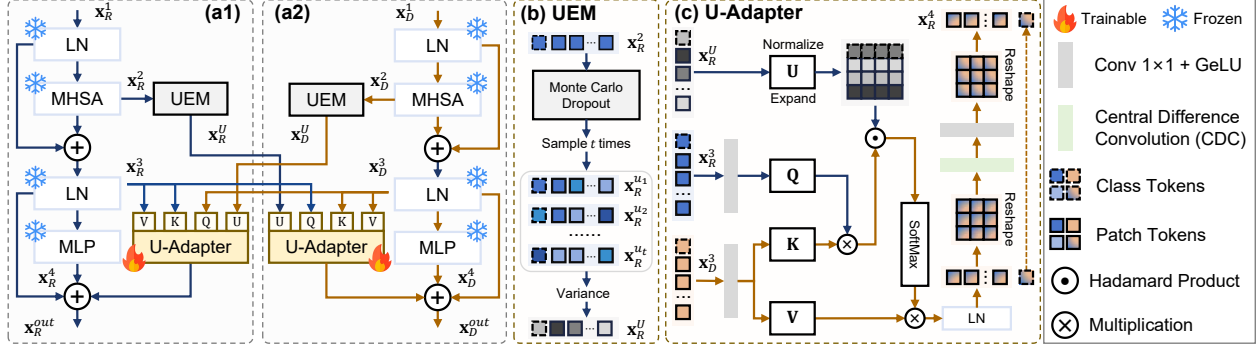 (a1)
x_R^1
LN
x_R^2
MHSA
UEM
x_R^U
x_R^3
LN
V K Q U
MLP
U-Adapter
x_R^4
x_R^out
(a2)
x_D^1
LN
x_D^2
UEM
MHSA
x_D^U
x_D^3
LN
U Q K V
U-Adapter
MLP
x_D^4
x_D^out
(b) UEM
x_R^2
Monte Carlo
Dropout
Sample t times
x_R^{u_1}
x_R^{u_2}
......
x_R^{u_t}
Variance
x_R^U
(c) U-Adapter
x_R^U
Normalize
U
Expand
x_R^3
Q
x_D^3
K
V
SoftMax
LN
Reshape
Reshape
x_R^4
Trainable
Frozen
Conv 1×1 + GeLU
Central Difference
Convolution (CDC)
Class Tokens
Patch Tokens
Hadamard Product
Multiplication